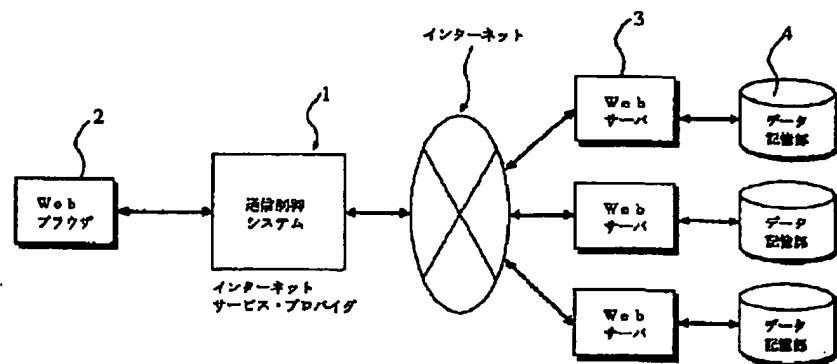 インターネット
3
4
1
2
Web
サーバ
データ
記憶部
Web
ブラウザ
通信制御
システム
Web
サーバ
データ
記憶部
インターネット
サービス・プロバイダ
Web
サーバ
データ
記憶部